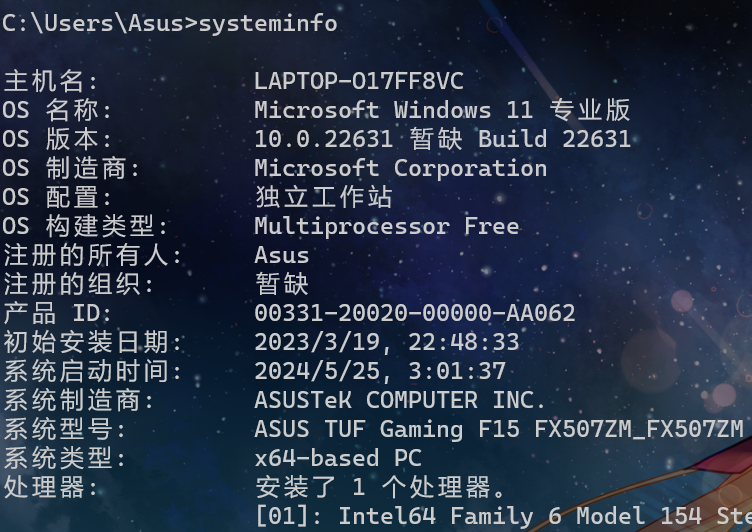 C:\Users\Asus>systeminfo
主机名: LAPTOP-O17FF8VC
OS 名称: Microsoft Windows 11 专业版
OS 版本: 10.0.22631 暂缺 Build 22631
OS 制造商: Microsoft Corporation
OS 配置: 独立工作站
OS 构建类型: Multiprocessor Free
注册的所有人: Asus
注册的组织: 暂缺
产品 ID: 00331-20020-00000-AA062
初始安装日期: 2023/3/19, 22:48:33
系统启动时间: 2024/5/25, 3:01:37
系统制造商: ASUSTeK COMPUTER INC.
系统型号: ASUS TUF Gaming F15 FX507ZM_FX507ZM
系统类型: x64-based PC
处理器: 安装了 1 个处理器。
[01]: Intel64 Family 6 Model 154 Ste